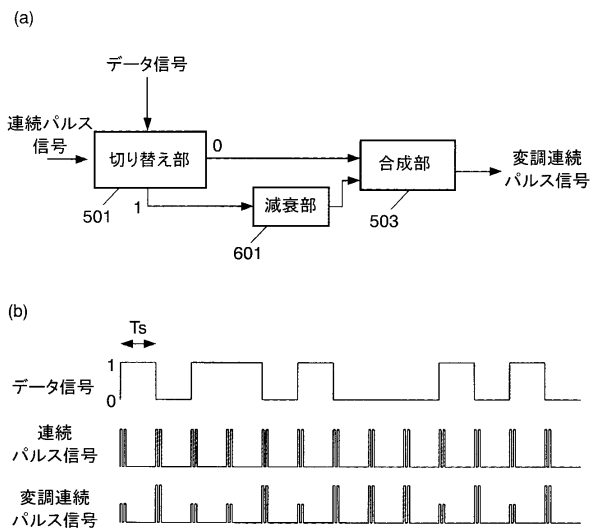 (a)
データ信号
連続パルス
信号
切り替え部
0
合成部
変調連続
パルス信号
501
1
減衰部
503
601
(b)
Ts
1
データ信号
0
連続
パルス信号
変調連続
パルス信号